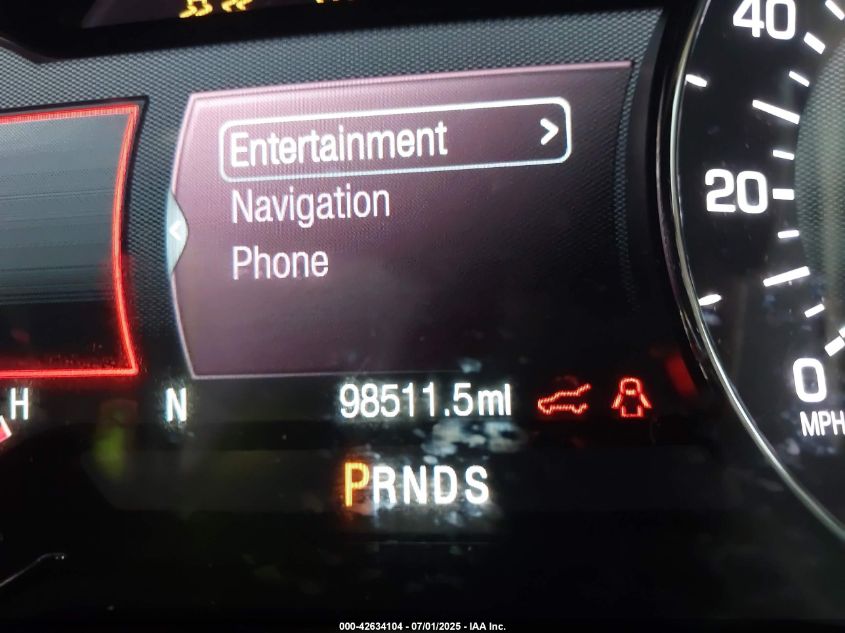 40
Entertainment >
Navigation
20
Phone
0
H N 98511.5mi
MPH
PRNDS
000-42634104 - 07/01/2025 - IAA Inc.